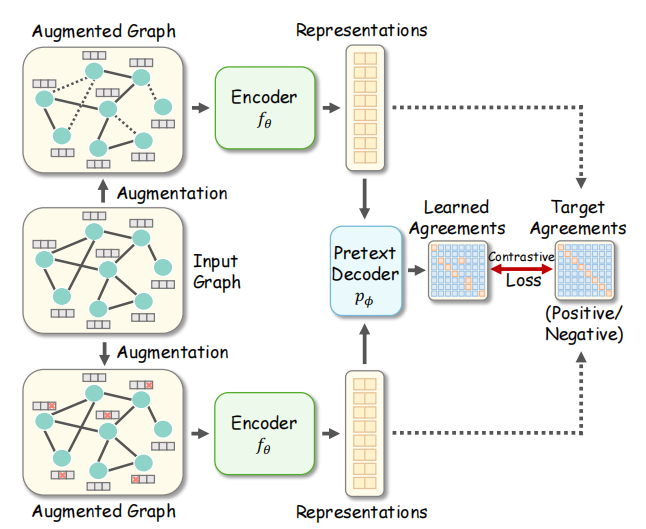 Augmented Graph
Representations
Encoder
fθ
Augmentation
Input
Graph
Learned
Agreements
Target
Agreements
Pretext
Decoder
pϕ
Contrastive
Loss
(Positive/
Negative)
Augmentation
Encoder
fθ
Augmented Graph
Representations